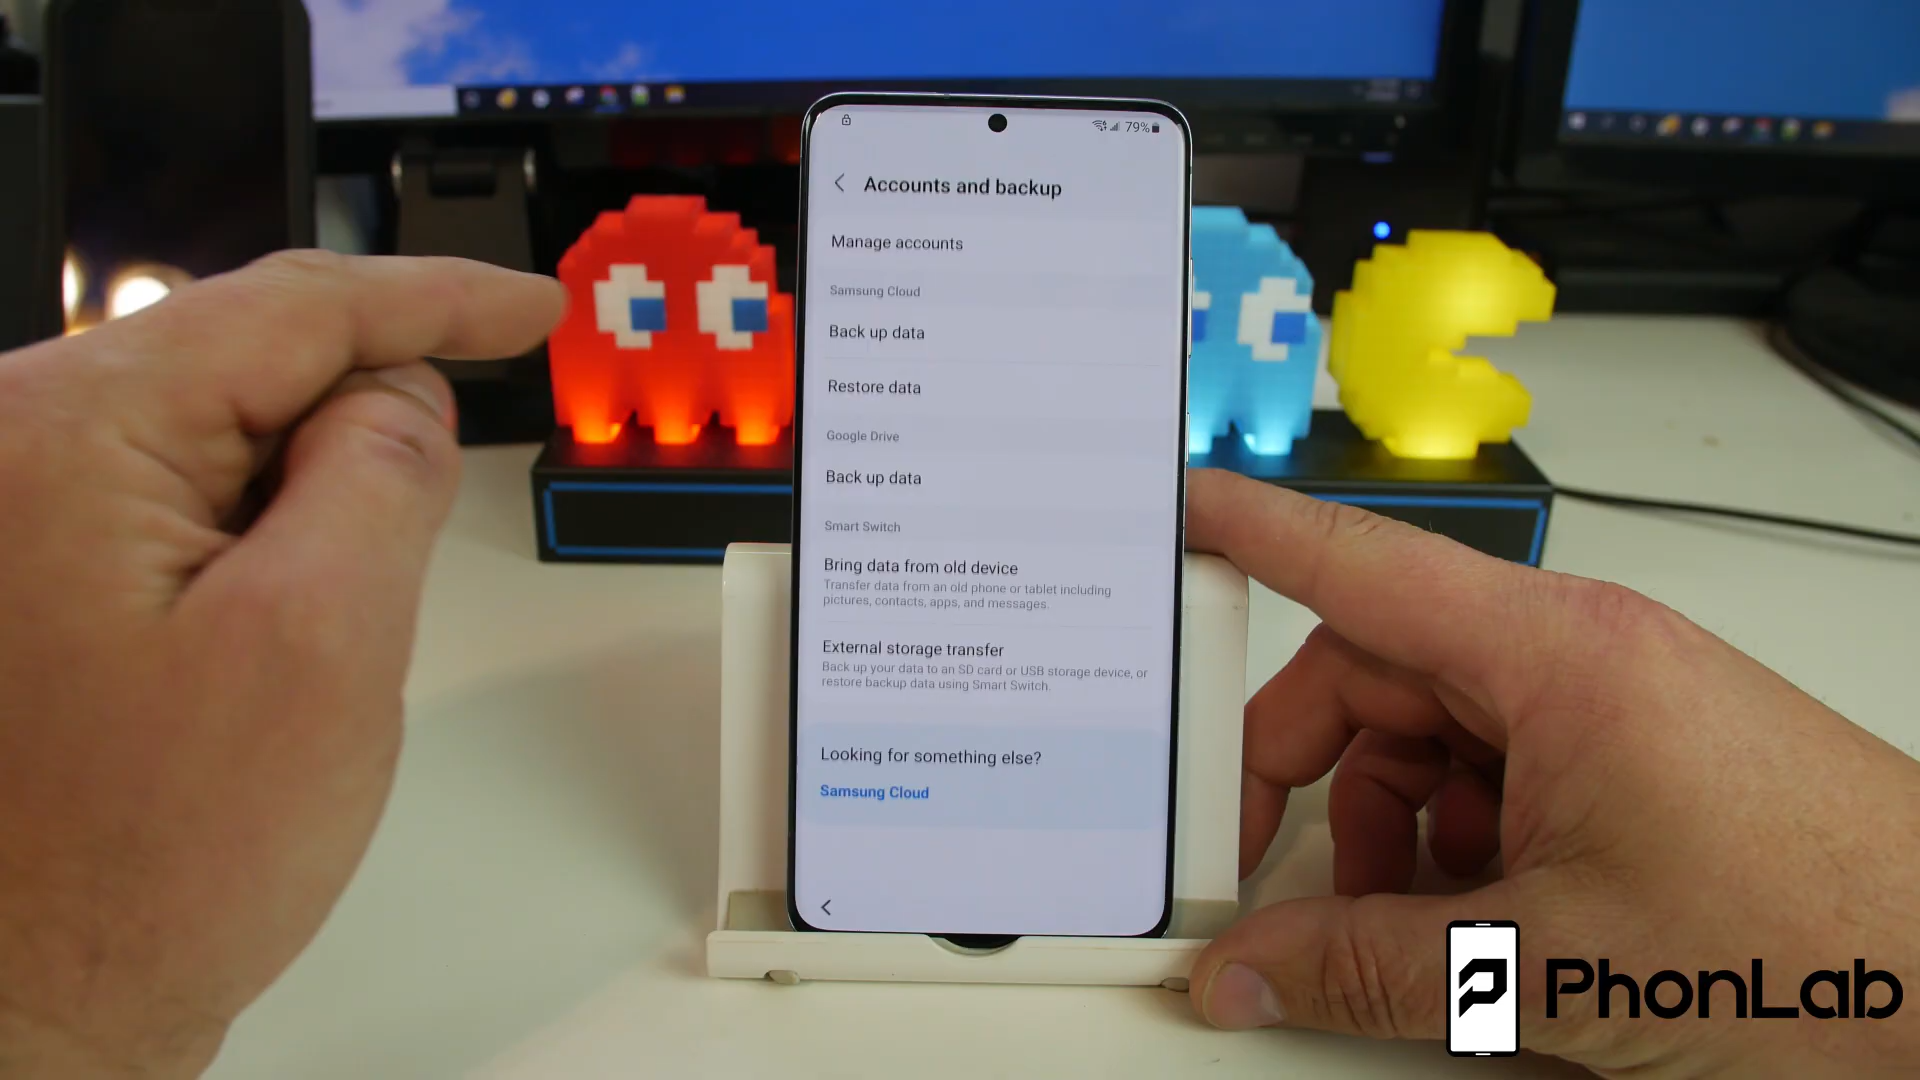 79%
Accounts and backup
Manage accounts
Samsung Cloud
Back up data
Restore data
Google Drive
Back up data
Smart Switch
Bring data from old device
Transfer data from an old phone or tablet including
pictures, contacts, apps, and messages.
External storage transfer
Back up your data to an SD card or USB storage device, or
restore backup data using Smart Switch.
Looking for something else?
Samsung Cloud
PhonLab